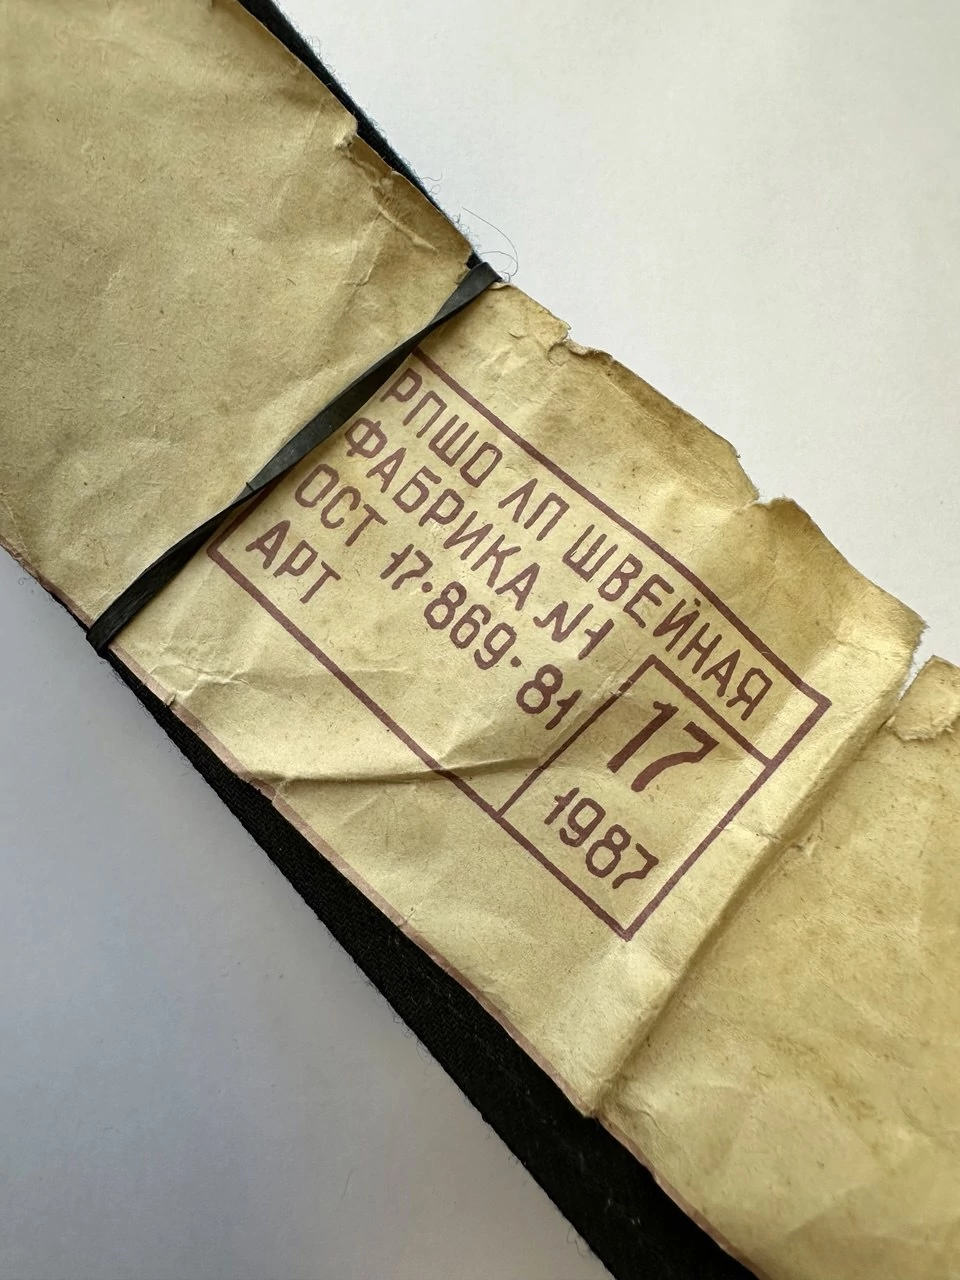 РПШО ЛП ШВЕЙНАЯ
ФАБРИКА №1
ОСТ 17·869·81
АРТ
17
1987